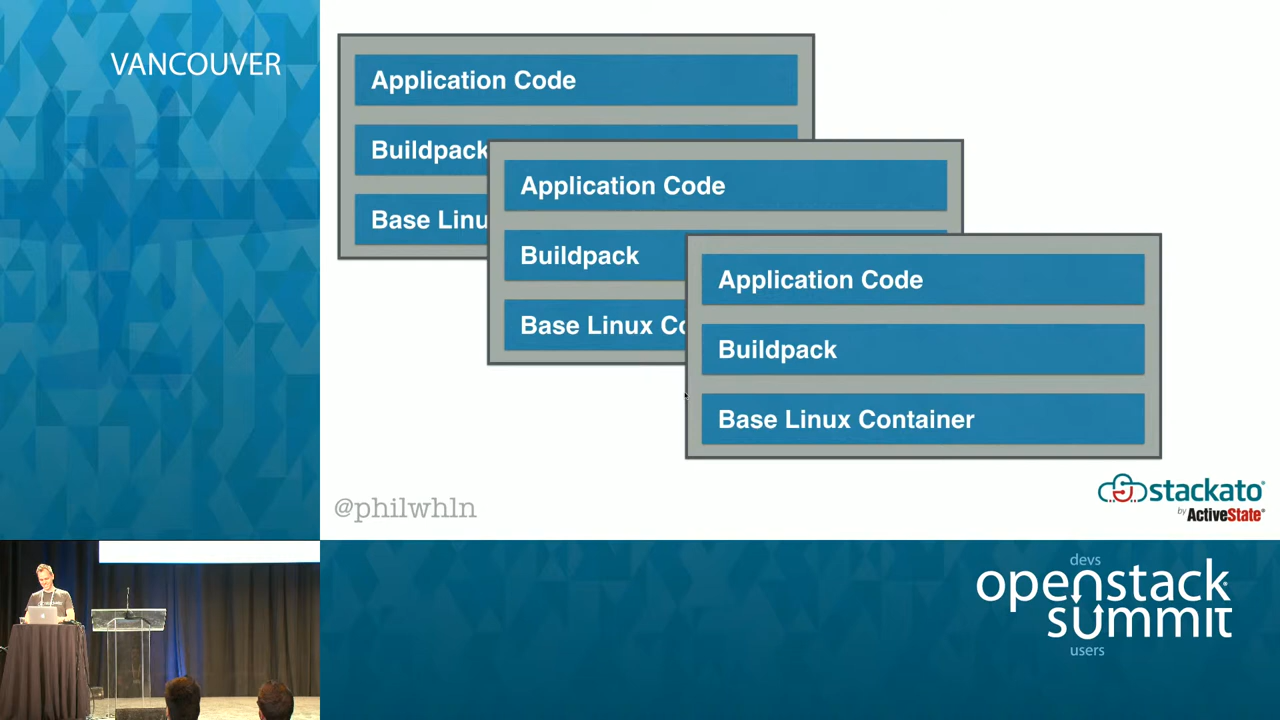 VANCOUVER
Application Code
Buildpack
Base Linu
Application Code
Buildpack
Base Linux Co
Application Code
Buildpack
Base Linux Container
@philwhln
stackato
by ActiveState
devs
openstack
summit
users